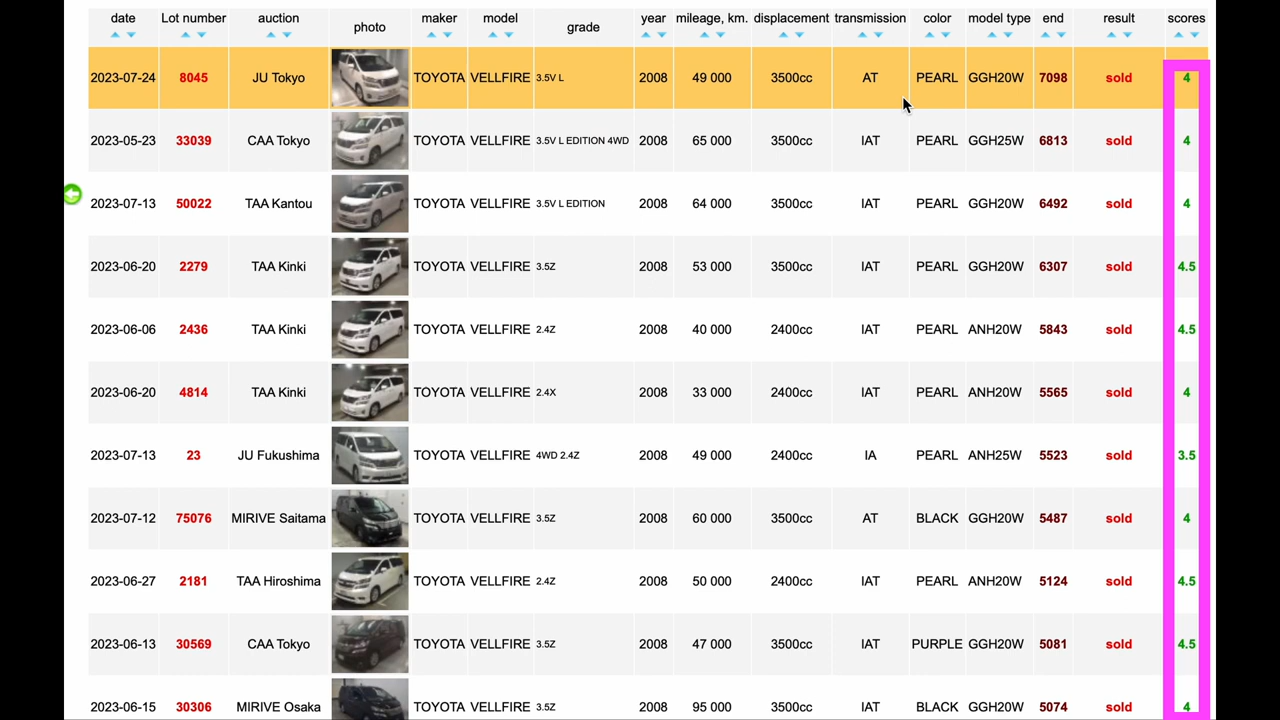 date Lot number auction photo maker model grade year mileage, km. displacement transmission color model type end result scores
2023-07-24 8045 JU Tokyo TOYOTA VELLFIRE 3.5V L 2008 49 000 3500cc AT PEARL GGH20W 7098 sold 4
2023-05-23 33039 CAA Tokyo TOYOTA VELLFIRE 3.5V L EDITION 4WD 2008 65 000 3500cc IAT PEARL GGH25W 6813 sold 4
2023-07-13 50022 TAA Kantou TOYOTA VELLFIRE 3.5V L EDITION 2008 64 000 3500cc IAT PEARL GGH20W 6492 sold 4
2023-06-20 2279 TAA Kinki TOYOTA VELLFIRE 3.5Z 2008 53 000 3500cc IAT PEARL GGH20W 6307 sold 4.5
2023-06-06 2436 TAA Kinki TOYOTA VELLFIRE 2.4Z 2008 40 000 2400cc IAT PEARL ANH20W 5843 sold 4.5
2023-06-20 4814 TAA Kinki TOYOTA VELLFIRE 2.4X 2008 33 000 2400cc IAT PEARL ANH20W 5565 sold 4
2023-07-13 23 JU Fukushima TOYOTA VELLFIRE 4WD 2.4Z 2008 49 000 2400cc IA PEARL ANH25W 5523 sold 3.5
2023-07-12 75076 MIRIVE Saitama TOYOTA VELLFIRE 3.5Z 2008 60 000 3500cc AT BLACK GGH20W 5487 sold 4
2023-06-27 2181 TAA Hiroshima TOYOTA VELLFIRE 2.4Z 2008 50 000 2400cc IAT PEARL ANH20W 5124 sold 4.5
2023-06-13 30569 CAA Tokyo TOYOTA VELLFIRE 3.5Z 2008 47 000 3500cc IAT PURPLE GGH20W 5081 sold 4.5
2023-06-15 30306 MIRIVE Osaka TOYOTA VELLFIRE 3.5Z 2008 95 000 3500cc IAT BLACK GGH20W 5074 sold 4